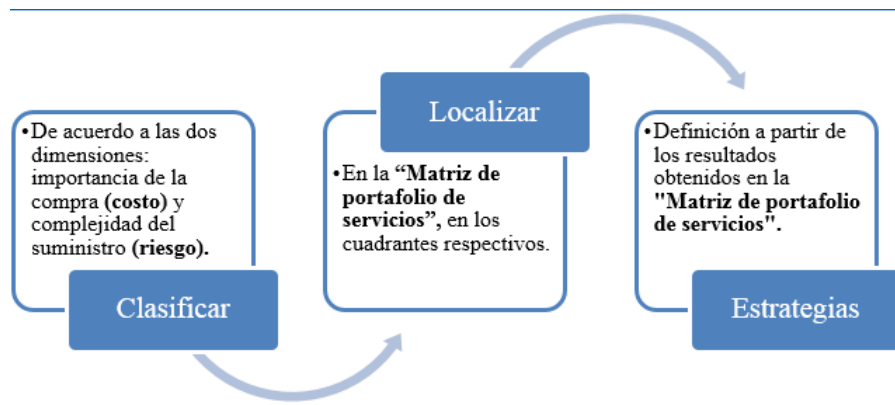 •De acuerdo a las dos
dimensiones:
importancia de la
compra (costo) y
complejidad del
suministro (riesgo).
Clasificar
Localizar
•En la “Matriz de
portafolio de
servicios”, en los
cuadrantes respectivos.
•Definición a partir de
los resultados
obtenidos en la
"Matriz de portafolio
de servicios".
Estrategias